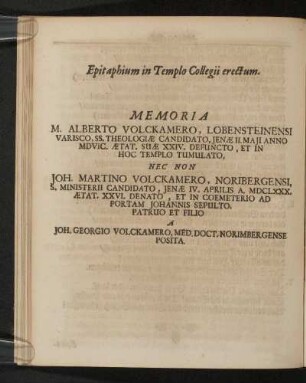 Epitaphium in Templo Collegii erectum.
MEMORIA
M. ALBERTO VOLCKAMERO, LOBENSTEINENSI
VARISCO, SS. THEOLOGIÆ CANDIDATO, JENÆ II. MAJI ANNO
MDVIC. ÆTAT. SUÆ XXIV. DEFUNCTO, ET IN
HOC TEMPLO TUMULATO,
NEC NON
JOH. MARTINO VOLCKAMERO, NORIBERGENSI,
S. MINISTERII CANDIDATO, JENÆ IV. APRILIS A. MDCLXXX.
ÆTAT. XXVI. DENATO, ET IN COEMETERIO AD
PORTAM JOHANNIS SEPULTO.
PATRUO ET FILIO
A
JOH. GEORGIO VOLCKAMERO, MED. DOCT. NORIMBERGENSE
POSITA.